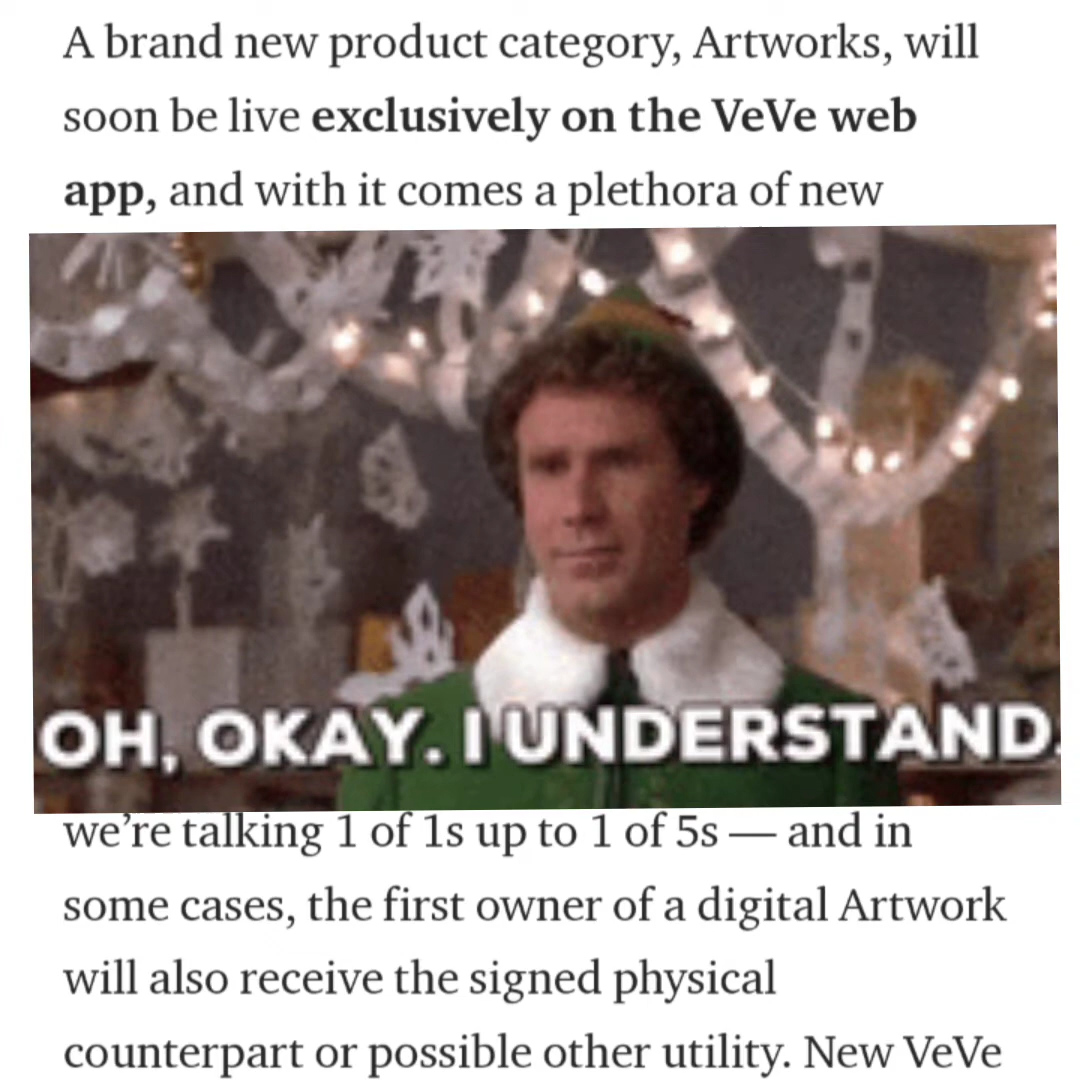 A brand new product category, Artworks, will
soon be live exclusively on the VeVe web
app, and with it comes a plethora of new
OH, OKAY. I UNDERSTAND.
we’re talking 1 of 1s up to 1 of 5s — and in
some cases, the first owner of a digital Artwork
will also receive the signed physical
counterpart or possible other utility. New VeVe